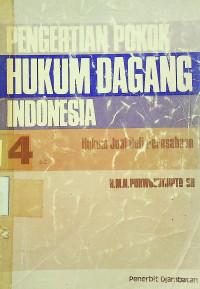 PENGERTIAN POKOK
HUKUM DAGANG
INDONESIA
4
Hukum Jual Beli Perusahaan
H.M.N. PURWOSUTJIPTO SH
Penerbit Djambatan